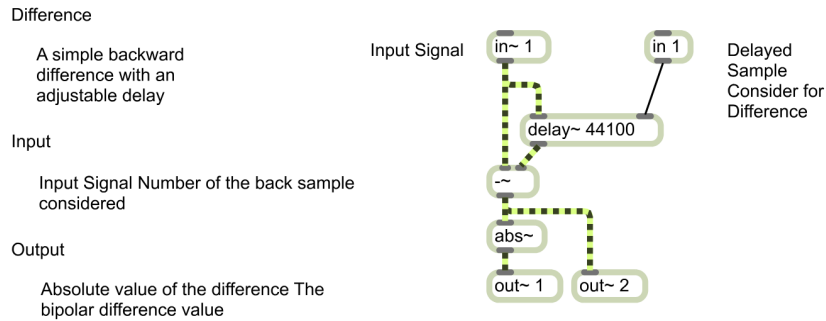 Difference
A simple backward
difference with an
adjustable delay
Input
Input Signal Number of the back sample
considered
Output
Absolute value of the difference The
bipolar difference value
Input Signal
in~ 1
in 1
Delayed
Sample
Consider for
Difference
delay~ 44100
-~
abs~
out~ 1
out~ 2